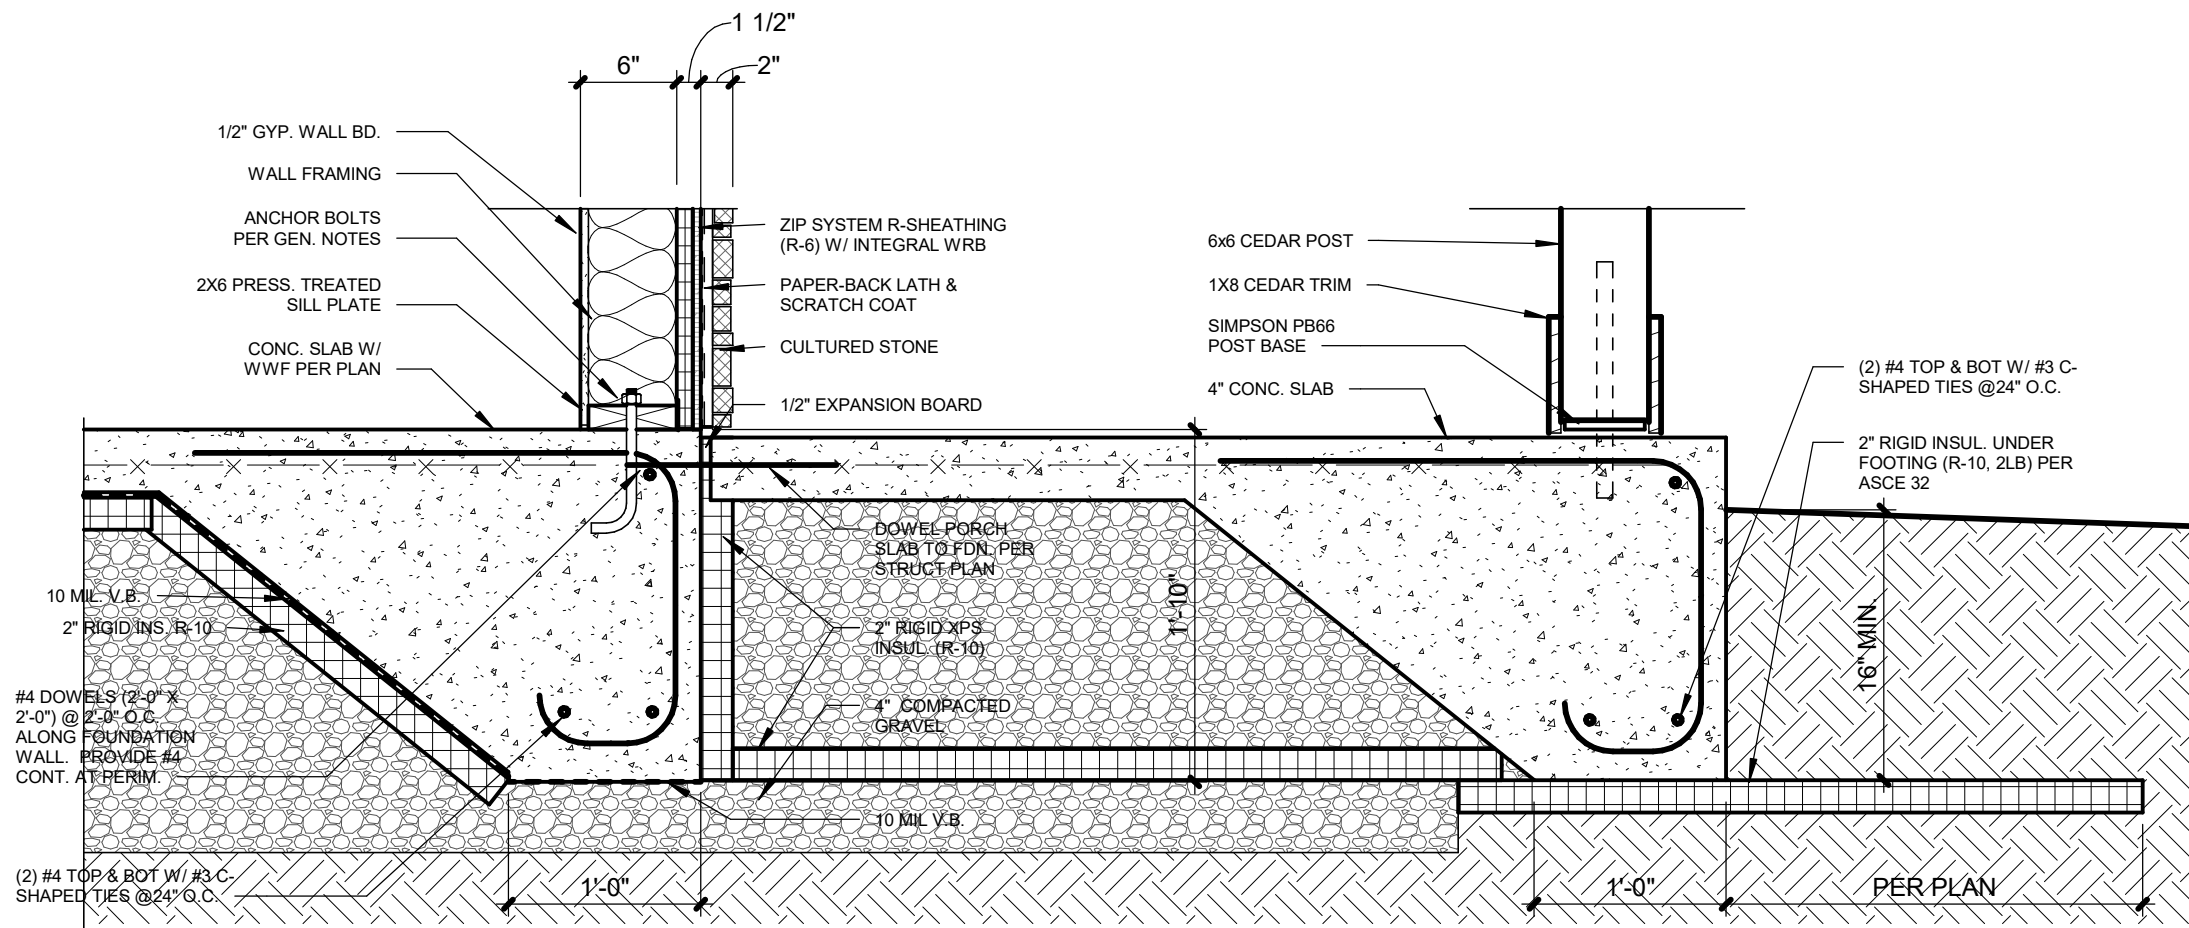 1 1/2"
6"
2"
1/2" GYP. WALL BD.
WALL FRAMING
ANCHOR BOLTS
PER GEN. NOTES
2X6 PRESS. TREATED
SILL PLATE
CONC. SLAB W/
WWF PER PLAN
ZIP SYSTEM R-SHEATHING
(R-6) W/ INTEGRAL WRB
PAPER-BACK LATH &
SCRATCH COAT
CULTURED STONE
1/2" EXPANSION BOARD
6x6 CEDAR POST
1X8 CEDAR TRIM
SIMPSON PB66
POST BASE
4" CONC. SLAB
(2) #4 TOP & BOT W/ #3 C-
SHAPED TIES @24" O.C.
2" RIGID INSUL. UNDER
FOOTING (R-10, 2LB) PER
ASCE 32
DOWEL PORCH
SLAB TO FDN. PER
STRUCT PLAN
1'-10"
16" MIN.
10 MIL. V.B.
2" RIGID INS. R-10
2" RIGID XPS
INSUL. (R-10)
4" COMPACTED
GRAVEL
#4 DOWELS (2'-0" X
2'-0") @ 2'-0" O.C.
ALONG FOUNDATION
WALL. PROVIDE #4
CONT. AT PERIM.
10 MIL V.B.
(2) #4 TOP & BOT W/ #3 C-
SHAPED TIES @24" O.C.
1'-0"
1'-0"
PER PLAN